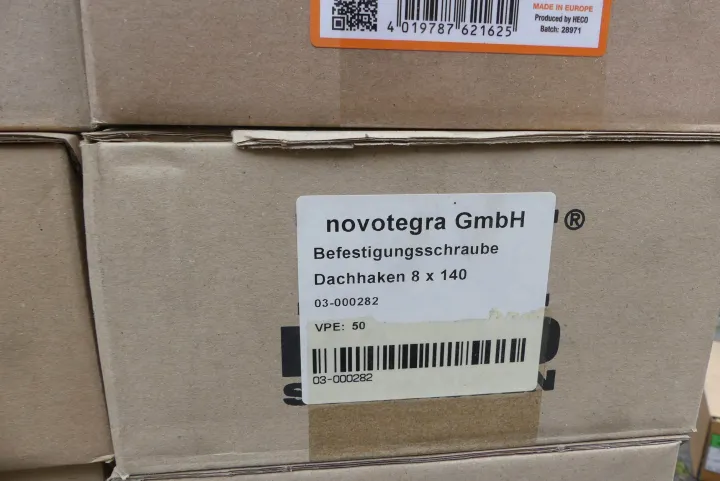 MADE IN EUROPE
Produced by HECO
Batch: 28971
4 019787 621625
novotegra GmbH
®
Befestigungsschraube
Dachhaken 8 x 140
03-000282
VPE: 50
03-000282